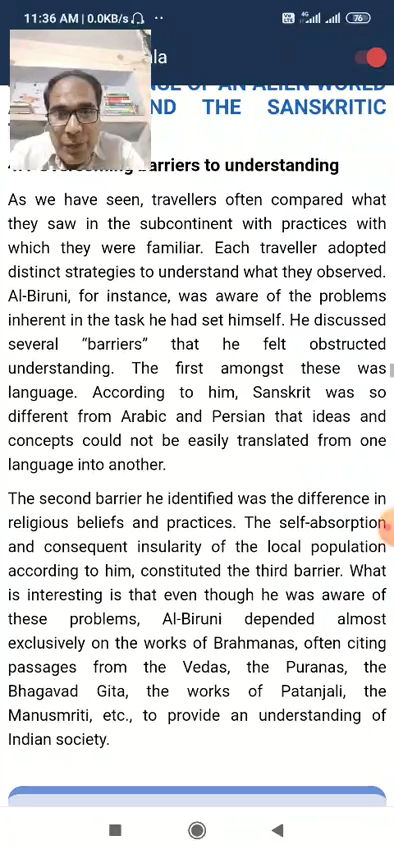 11:36 AM | 0.0KB/s
76
la
OF AN ALIEN WORLD
ND THE SANSKRITIC
barriers to understanding
As we have seen, travellers often compared what
they saw in the subcontinent with practices with
which they were familiar. Each traveller adopted
distinct strategies to understand what they observed.
Al-Biruni, for instance, was aware of the problems
inherent in the task he had set himself. He discussed
several “barriers” that he felt obstructed
understanding. The first amongst these was
language. According to him, Sanskrit was so
different from Arabic and Persian that ideas and
concepts could not be easily translated from one
language into another.
The second barrier he identified was the difference in
religious beliefs and practices. The self-absorption
and consequent insularity of the local population
according to him, constituted the third barrier. What
is interesting is that even though he was aware of
these problems, Al-Biruni depended almost
exclusively on the works of Brahmanas, often citing
passages from the Vedas, the Puranas, the
Bhagavad Gita, the works of Patanjali, the
Manusmriti, etc., to provide an understanding of
Indian society.